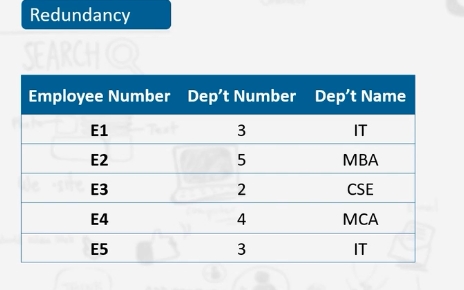 Redundancy
SEARCH
Employee Number Dep't Number Dep't Name
E1 3 IT
E2 5 MBA
E3 2 CSE
E4 4 MCA
E5 3 IT